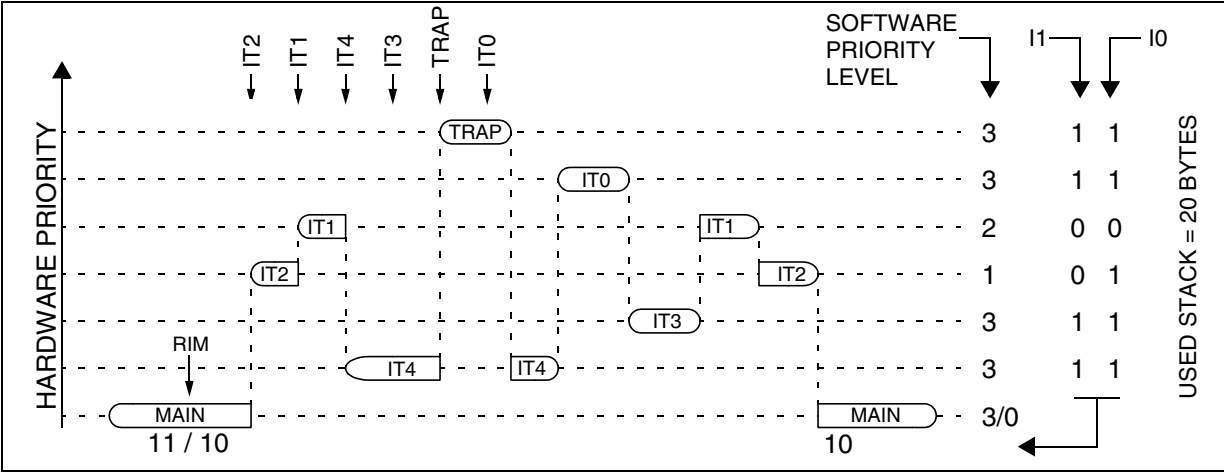 IT2
IT1
IT4
IT3
TRAP
IT0
SOFTWARE
PRIORITY
LEVEL
I1
I0
HARDWARE PRIORITY
TRAP
3
1 1
IT0
3
1 1
IT1
IT1
2
0 0
IT2
IT2
1
0 1
IT3
3
1 1
RIM
IT4
IT4
3
1 1
MAIN
MAIN
3/0
11 / 10
10
USED STACK = 20 BYTES